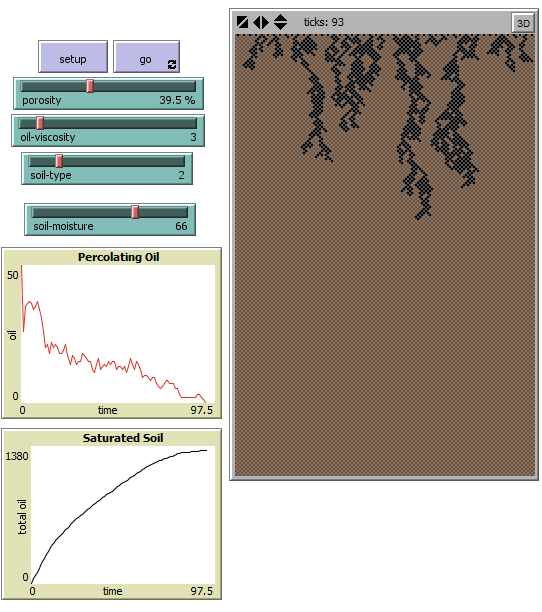 ticks: 93
3D
setup
go
porosity 39.5 %
oil-viscosity 3
soil-type 2
soil-moisture 66
Percolating Oil
50
oil
0
0 time 97.5
Saturated Soil
1380
total oil
0
0 time 97.5